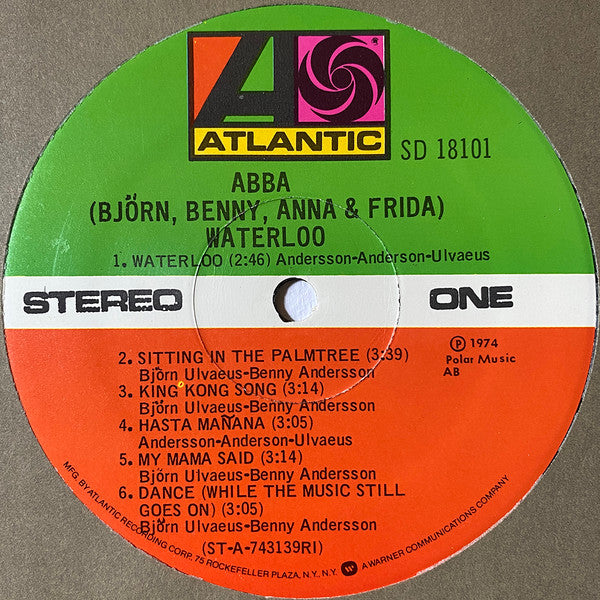 ATLANTIC
SD 18101
ABBA
(BJÖRN, BENNY, ANNA & FRIDA)
WATERLOO
1. WATERLOO (2:46) Andersson-Anderson-Ulvaeus
STEREO
ONE
2. SITTING IN THE PALMTREE (3:39)
Björn Ulvaeus-Benny Andersson
3. KING KONG SONG (3:14)
Björn Ulvaeus-Benny Andersson
4. HASTA MAÑANA (3:05)
Andersson-Anderson-Ulvaeus
5. MY MAMA SAID (3:14)
Björn Ulvaeus-Benny Andersson
6. DANCE (WHILE THE MUSIC STILL
GOES ON) (3:05)
Björn Ulvaeus-Benny Andersson
(ST-A-743139RI)
Ⓟ 1974
Polar Music
AB
MFG. BY ATLANTIC RECORDING CORP. 75 ROCKEFELLER PLAZA, N.Y., N.Y. A WARNER COMMUNICATIONS COMPANY